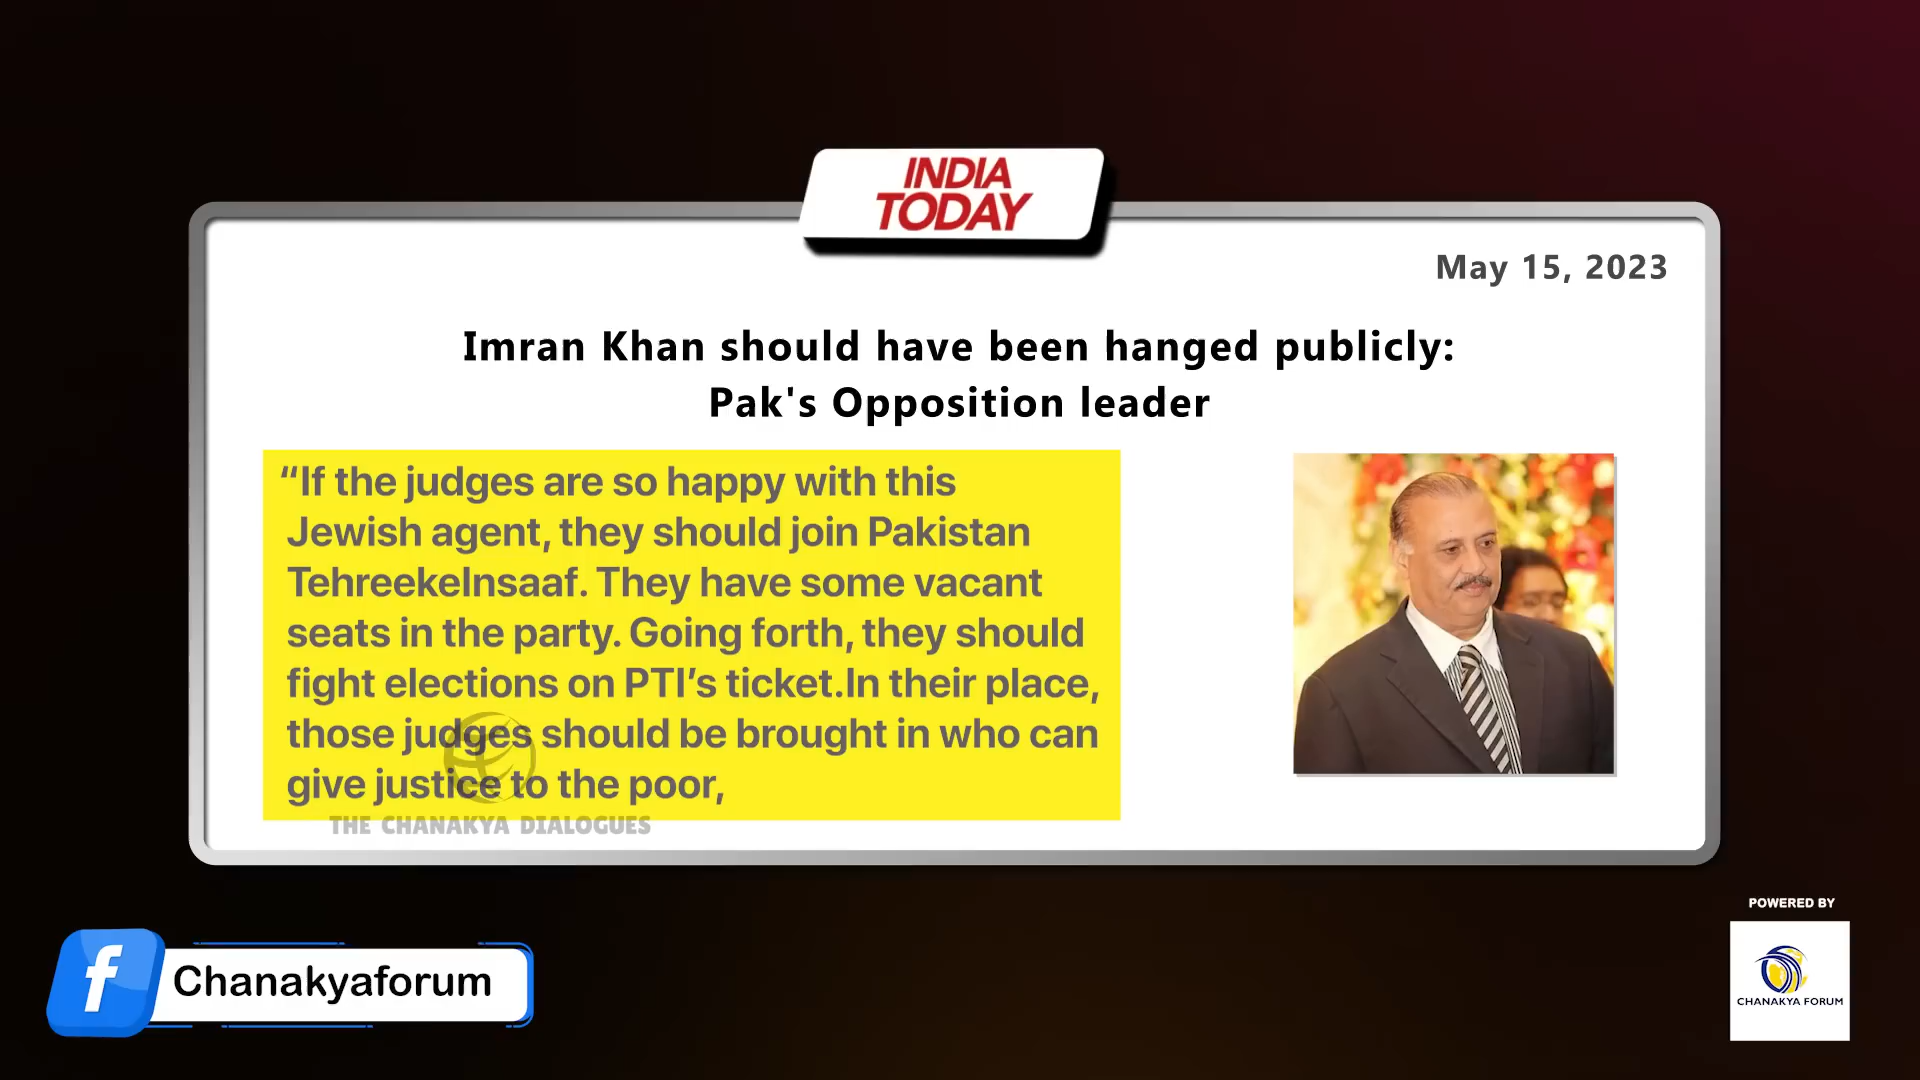 INDIA
TODAY
May 15, 2023
Imran Khan should have been hanged publicly:
Pak's Opposition leader
“If the judges are so happy with this
Jewish agent, they should join Pakistan
TehreekeInsaaf. They have some vacant
seats in the party. Going forth, they should
fight elections on PTI’s ticket.In their place,
those judges should be brought in who can
give justice to the poor,
THE CHANAKYA DIALOGUES
f Chanakyaforum
POWERED BY
CHANAKYA FORUM